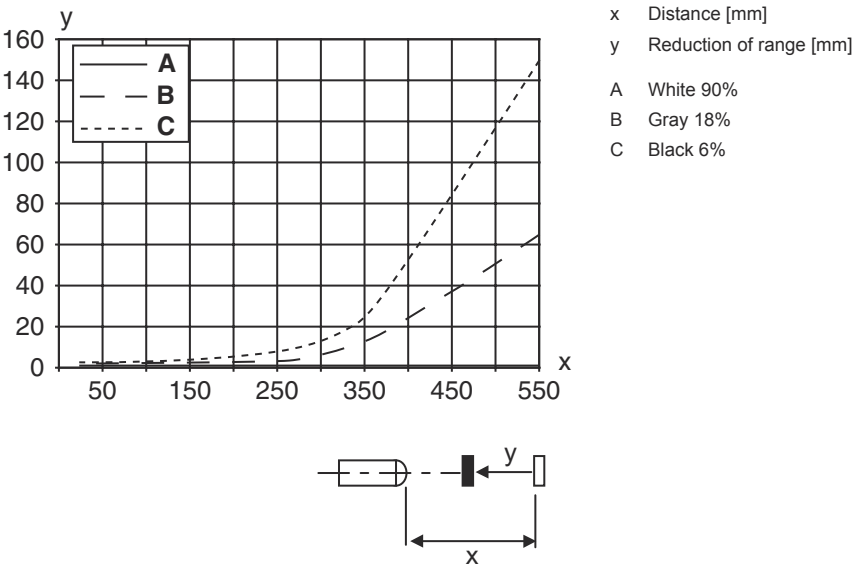 y
160
140
120
100
80
60
40
20
0
A
B
C
x
50 150 250 350 450 550
x Distance [mm]
y Reduction of range [mm]
A White 90%
B Gray 18%
C Black 6%
y
x